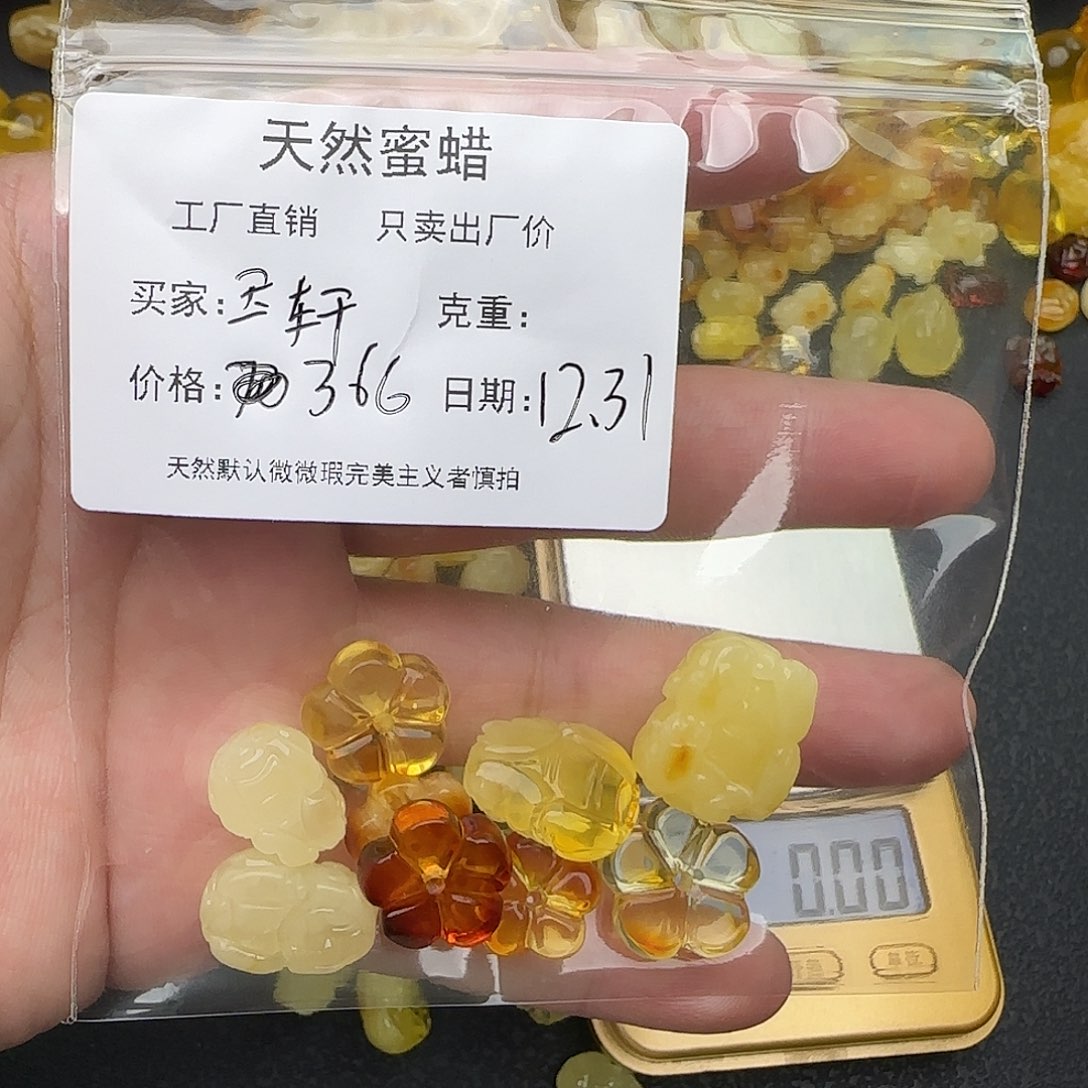 天然蜜蜡
工厂直销 只卖出厂价
买家: 轩 克重:
价格: 366 日期:12.31
天然默认微微瑕完美主义者慎拍
0.00